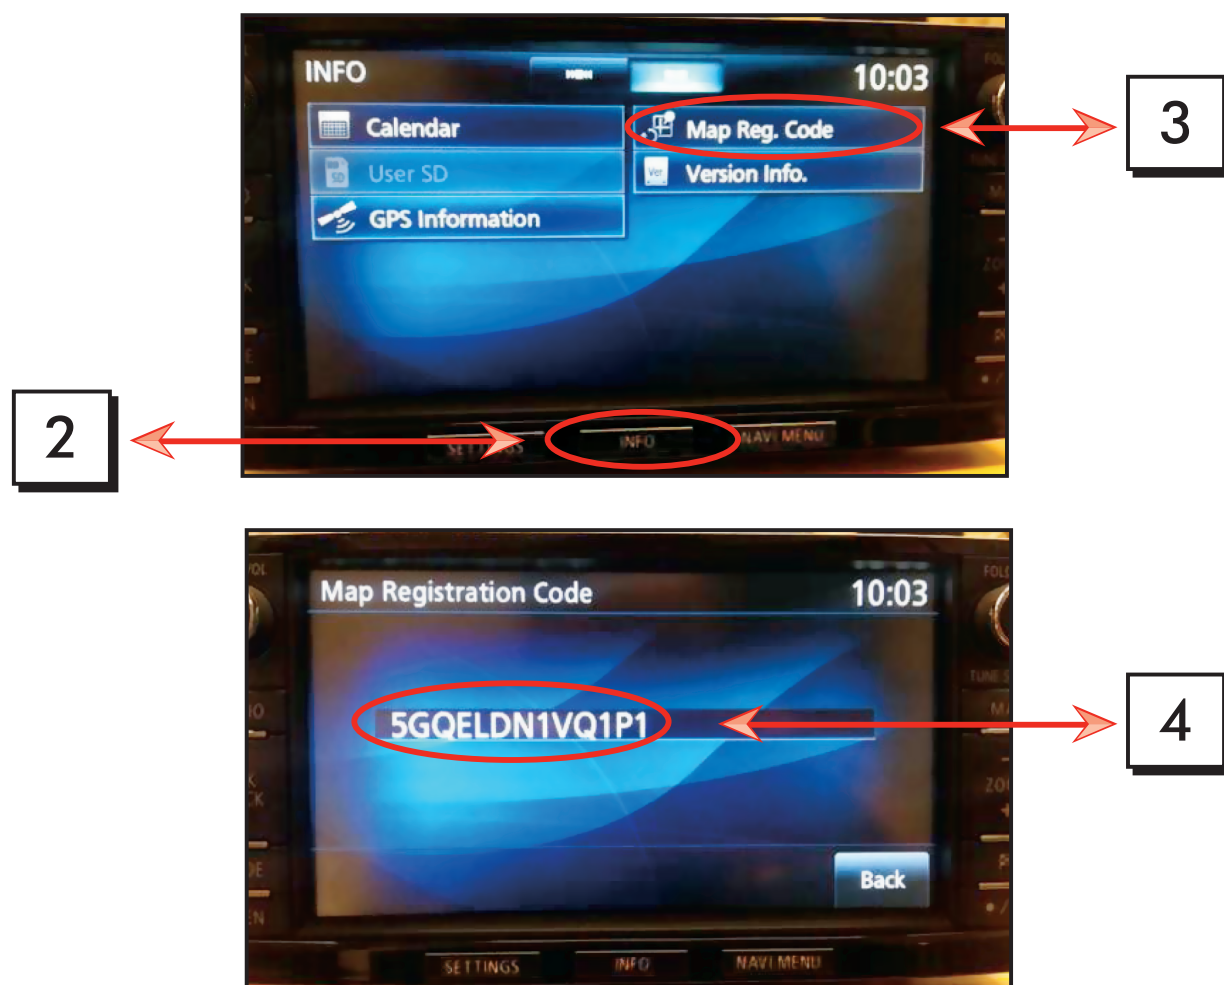 INFO
10:03
Calendar
Map Reg. Code
3
User SD
Version Info.
GPS Information
2
SETTINGS
INFO
NAVI MENU
Map Registration Code
10:03
5GQELDN1VQ1P1
4
Back
SETTINGS
INFO
NAVI MENU